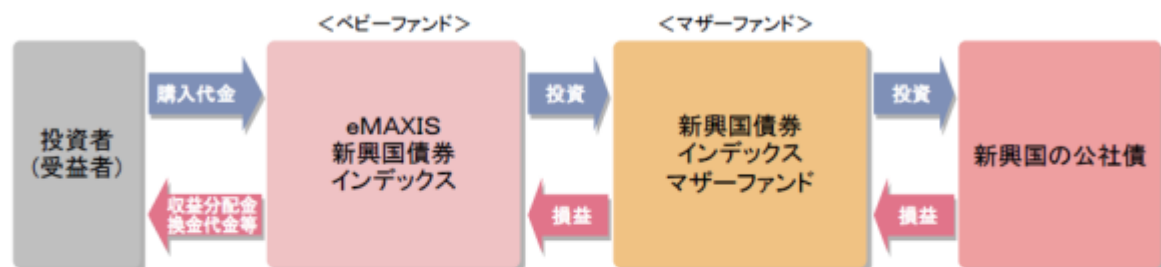 <ベビーファンド>
<マザーファンド>
投資者
(受益者)
購入代金
収益分配金
換金代金等
eMAXIS
新興国債券
インデックス
投資
損益
新興国債券
インデックス
マザーファンド
投資
損益
新興国の公社債